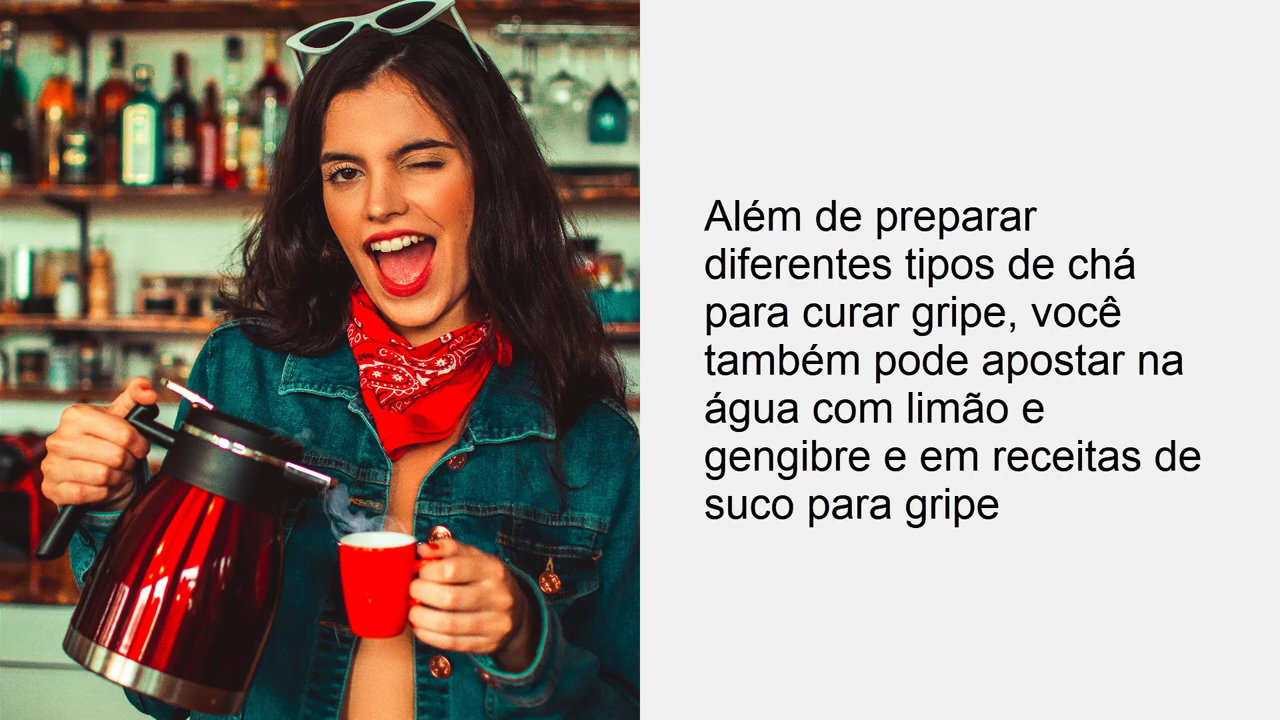 Além de preparar
diferentes tipos de chá
para curar gripe, você
também pode apostar na
água com limão e
gengibre e em receitas de
suco para gripe